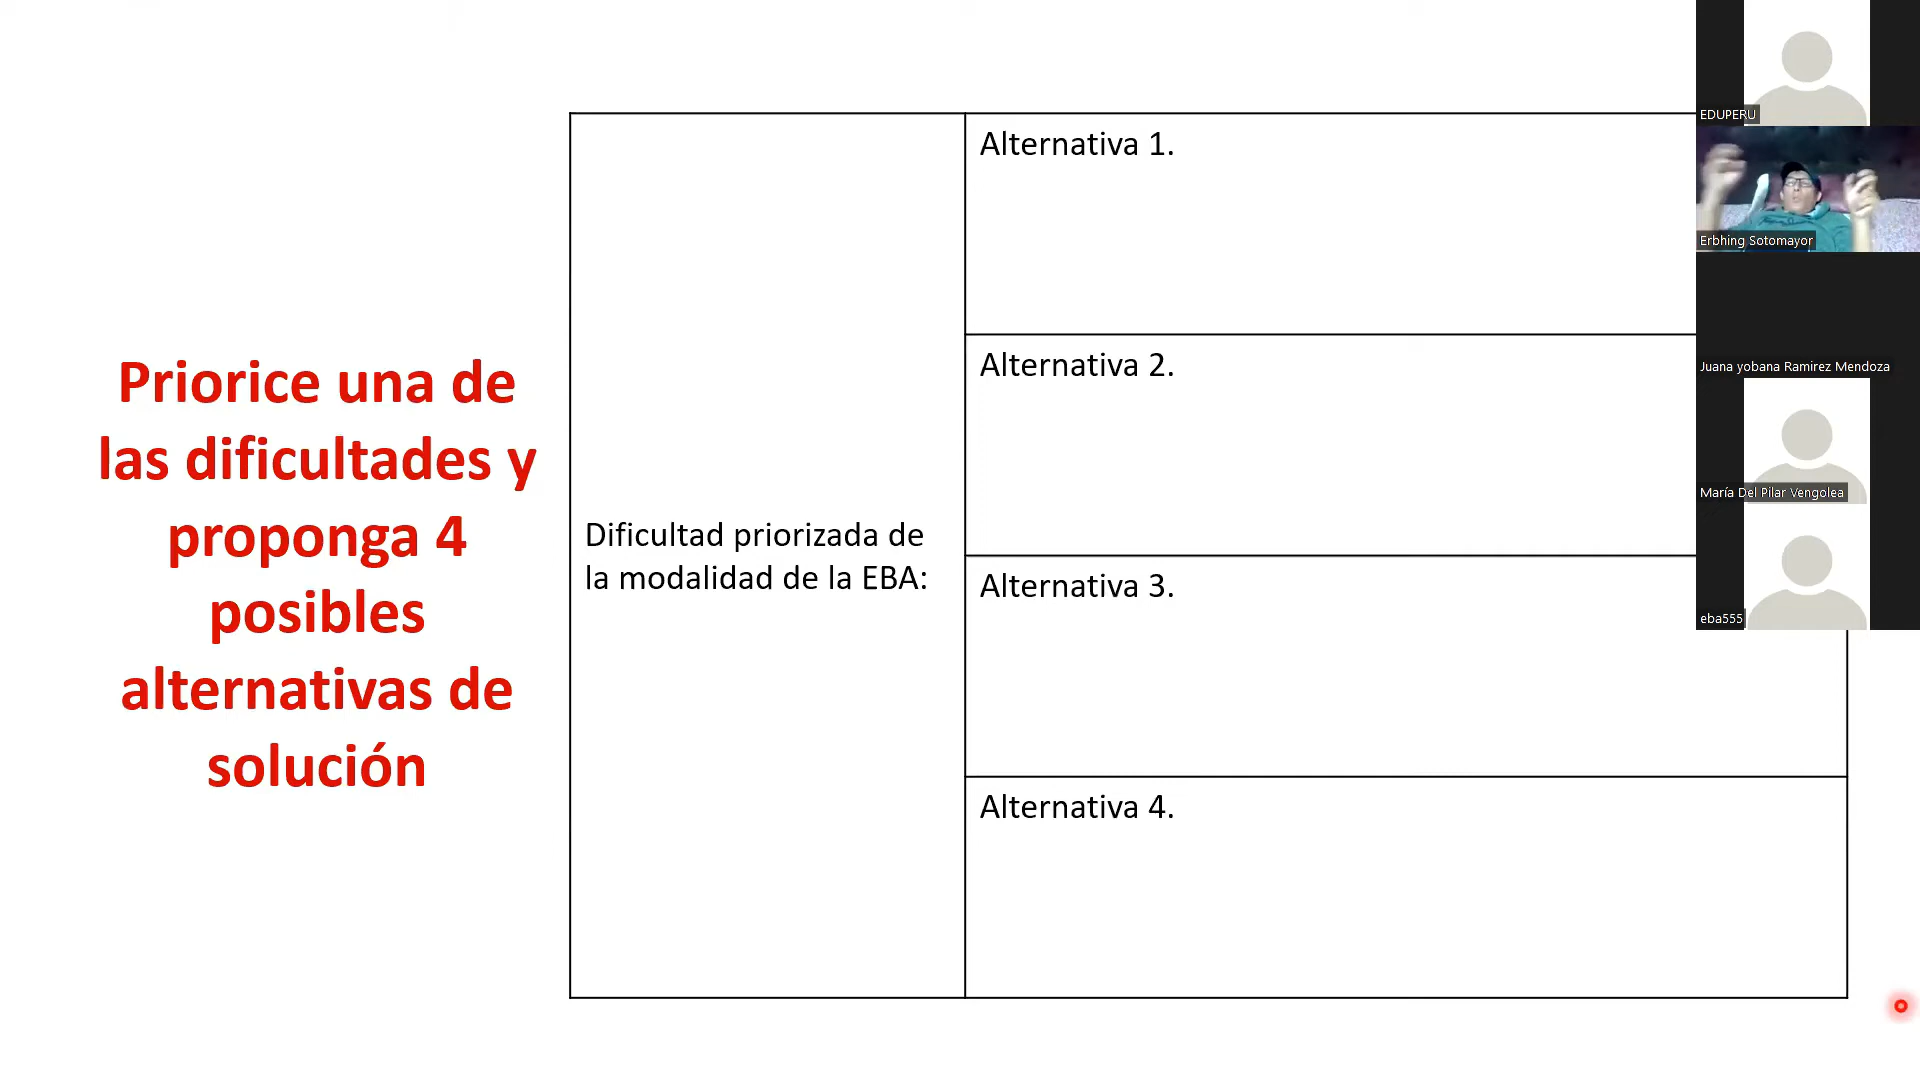 Priorice una de
las dificultades y
proponga 4
posibles
alternativas de
solución
Dificultad priorizada de
la modalidad de la EBA:
Alternativa 1.
Alternativa 2.
Alternativa 3.
Alternativa 4.
EDUPERU
Erbhing Sotomayor
Juana yobana Ramirez Mendoza
María Del Pilar Vengolea
eba555